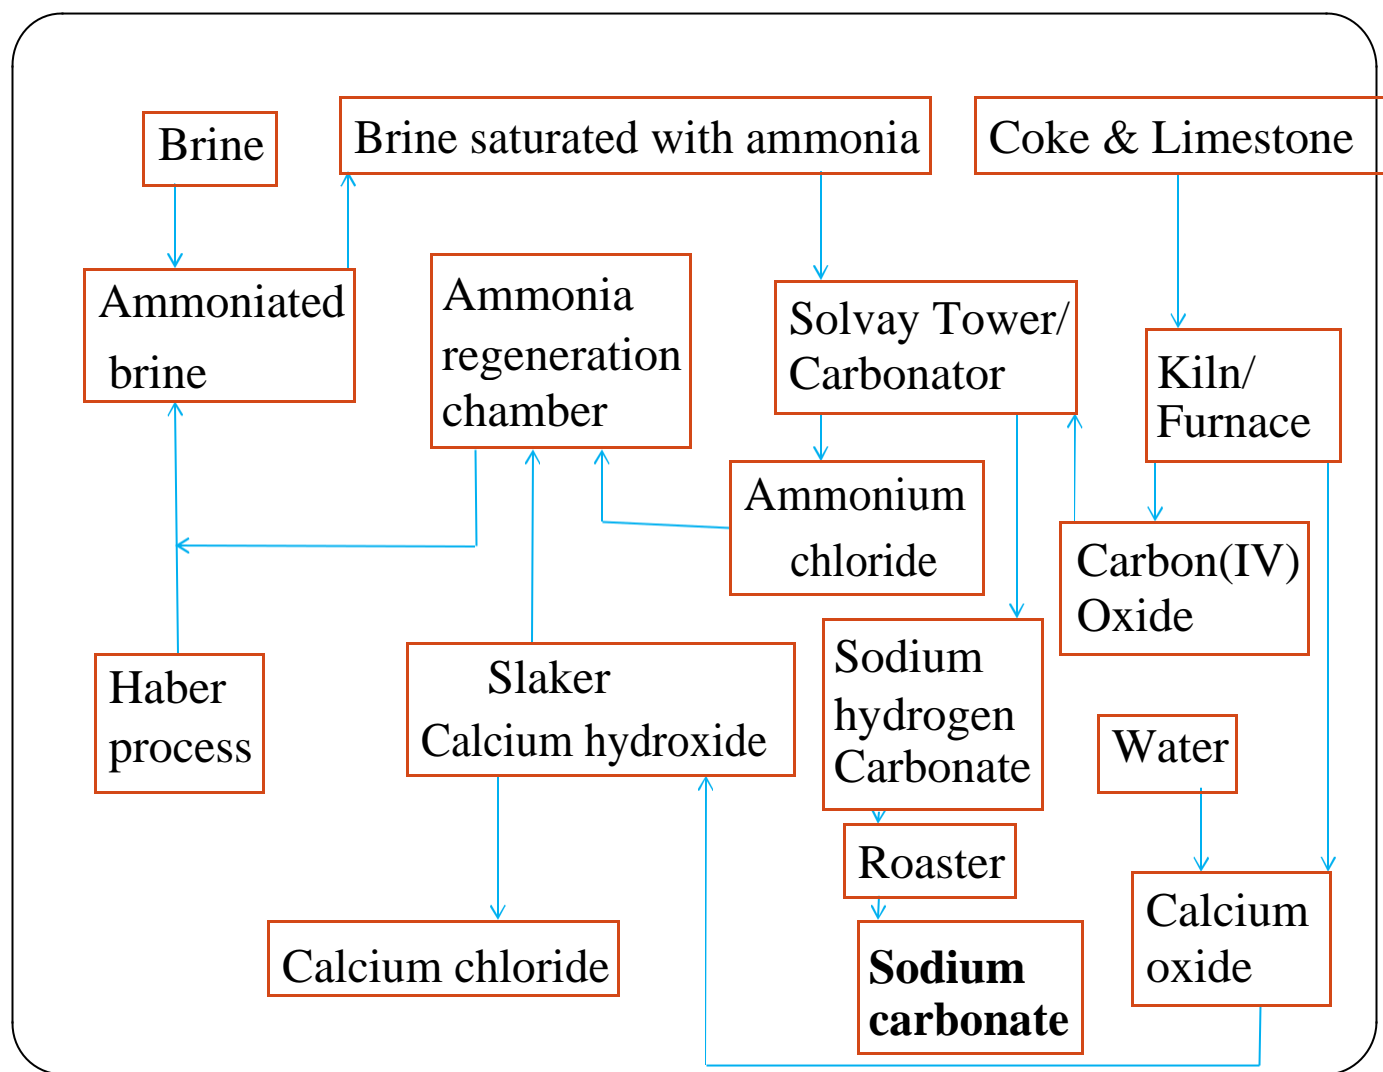 Brine
Brine saturated with ammonia
Coke & Limestone
Ammoniated
brine
Ammonia
regeneration
chamber
Solvay Tower/
Carbonator
Kiln/
Furnace
Ammonium
chloride
Carbon(IV)
Oxide
Haber
process
Slaker
Calcium hydroxide
Sodium
hydrogen
Carbonate
Water
Roaster
Calcium
oxide
Calcium chloride
Sodium
carbonate